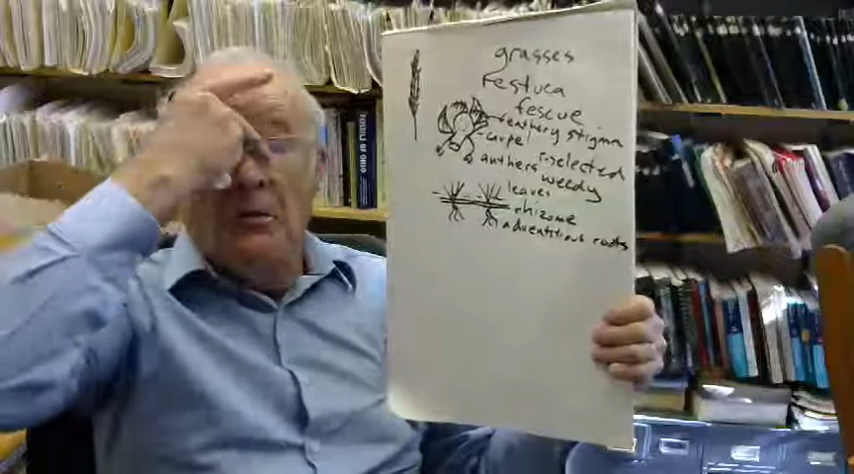 grasses
Festuca
fescue
feathery stigma
carpel
anthers r-selected
weedy
leaves
rhizome
adventitious roots